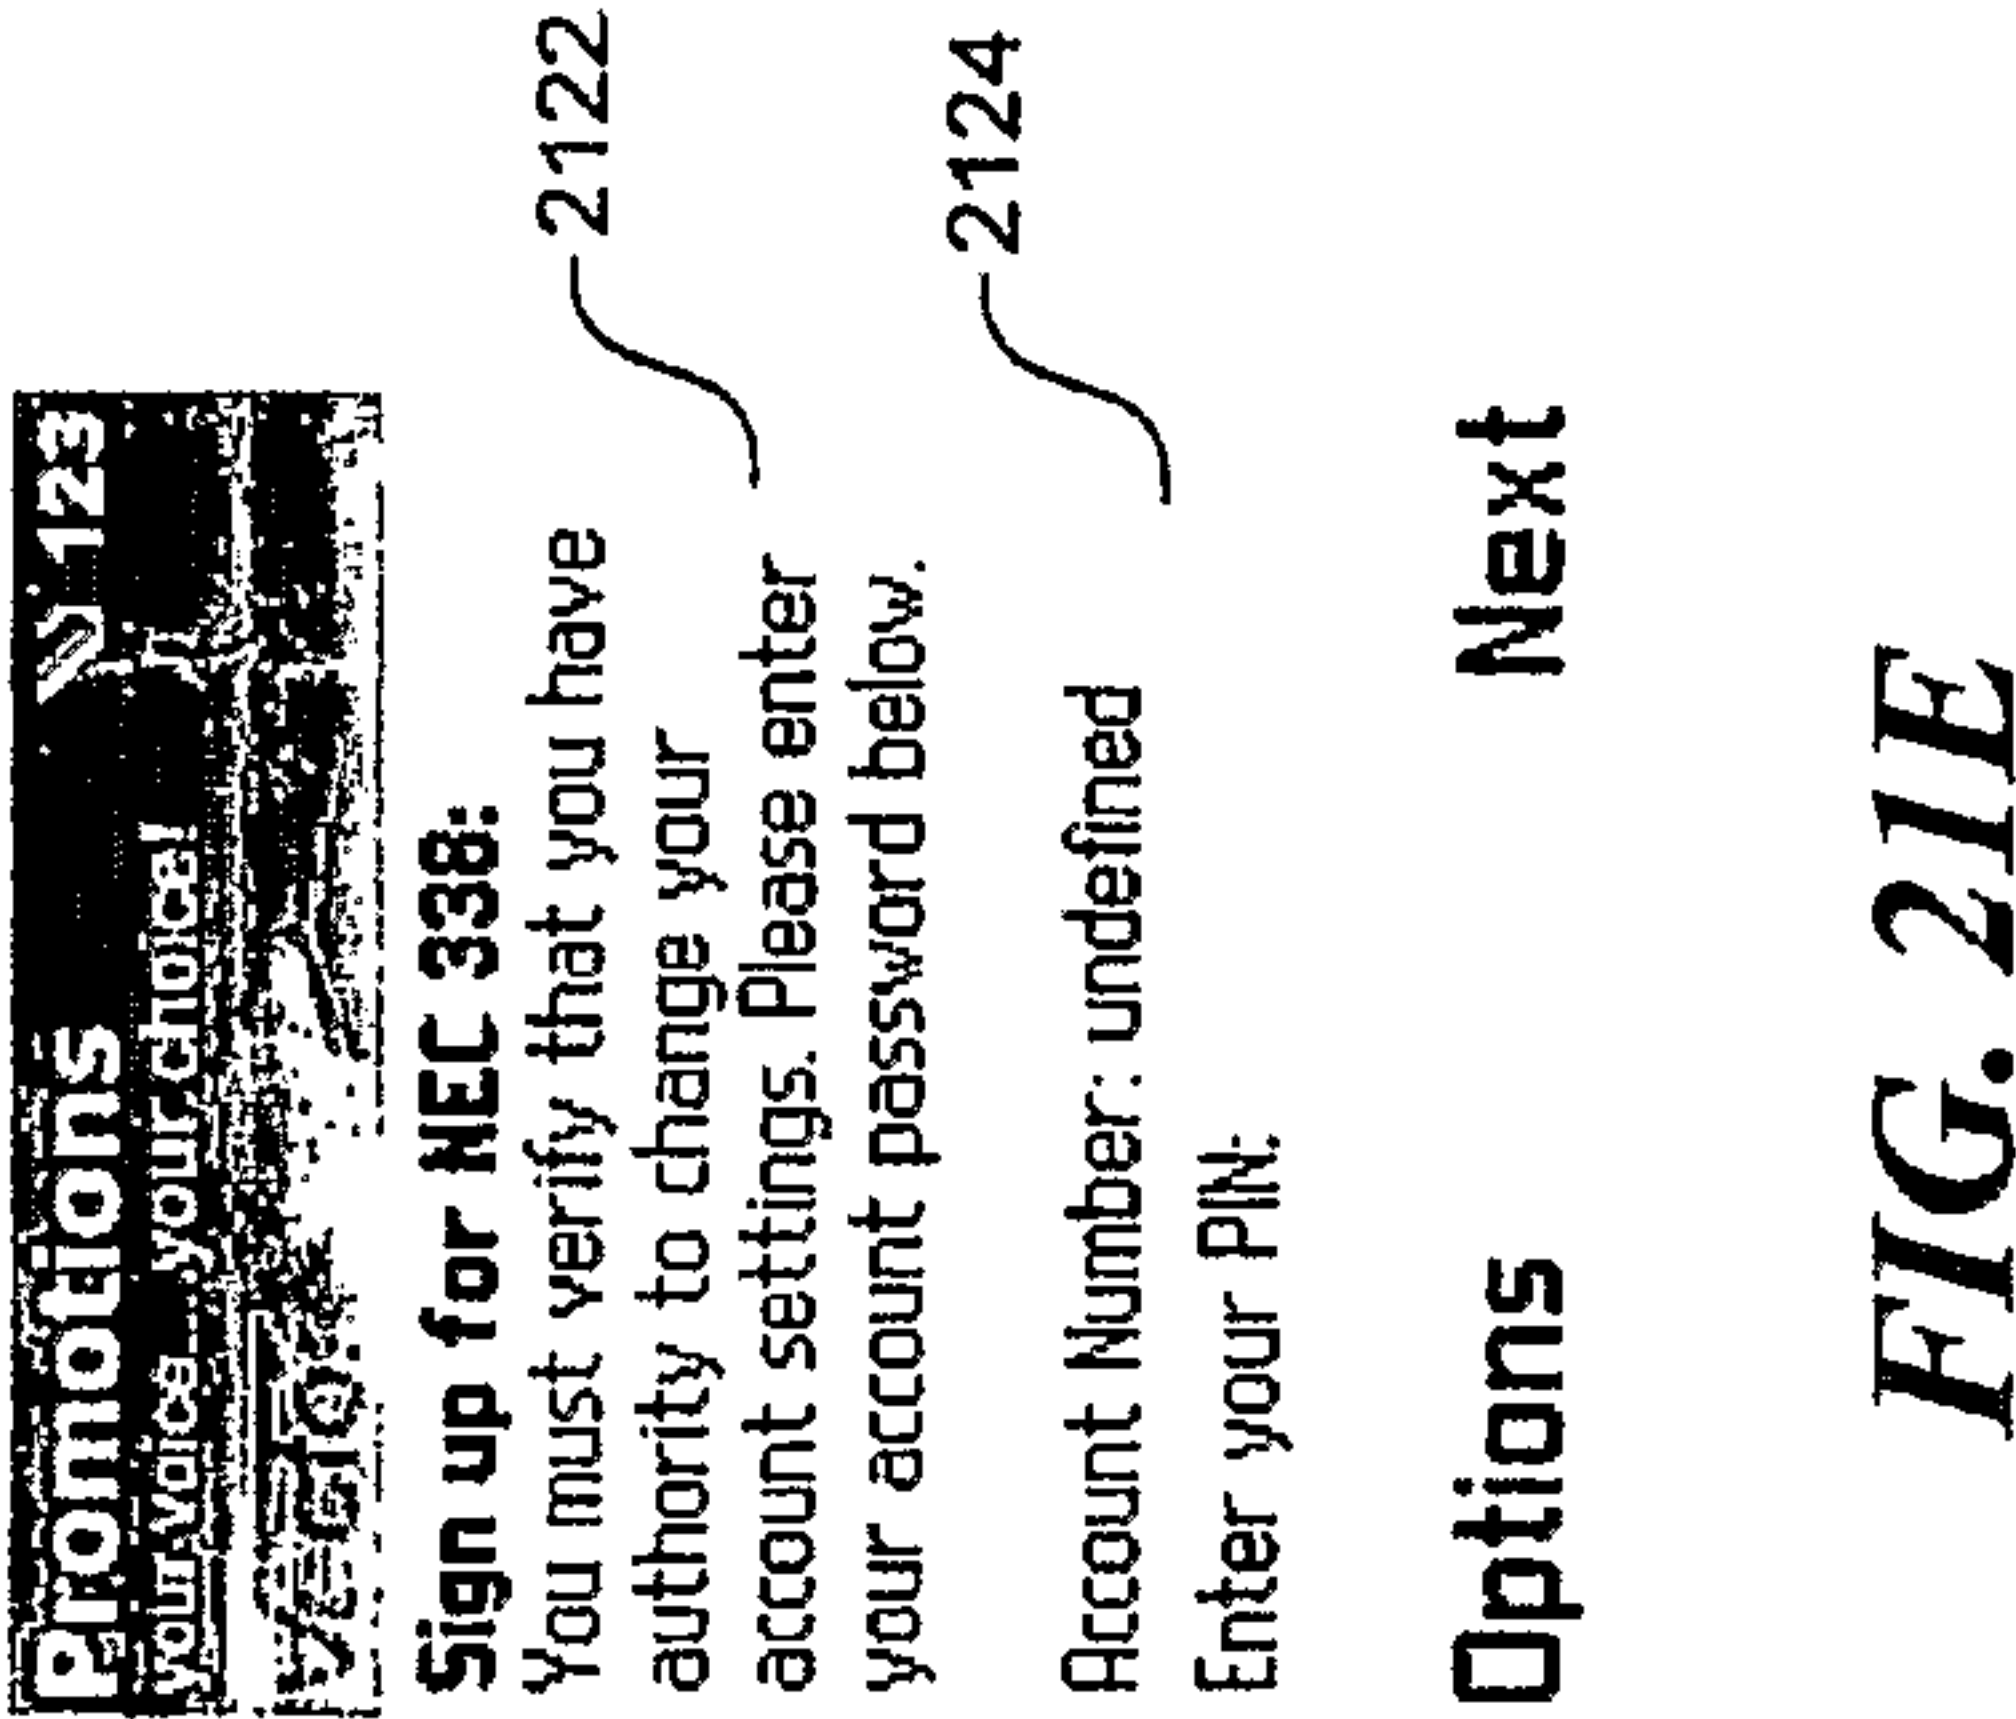 Promotions 123
your voice. your choice!
Sign up for NEC 338:
You must verify that you have
authority to change your
account settings. Please enter
your account password below.
Account Number: undefined
Enter your PIN:
Options Next
2122
2124
FIG. 21E